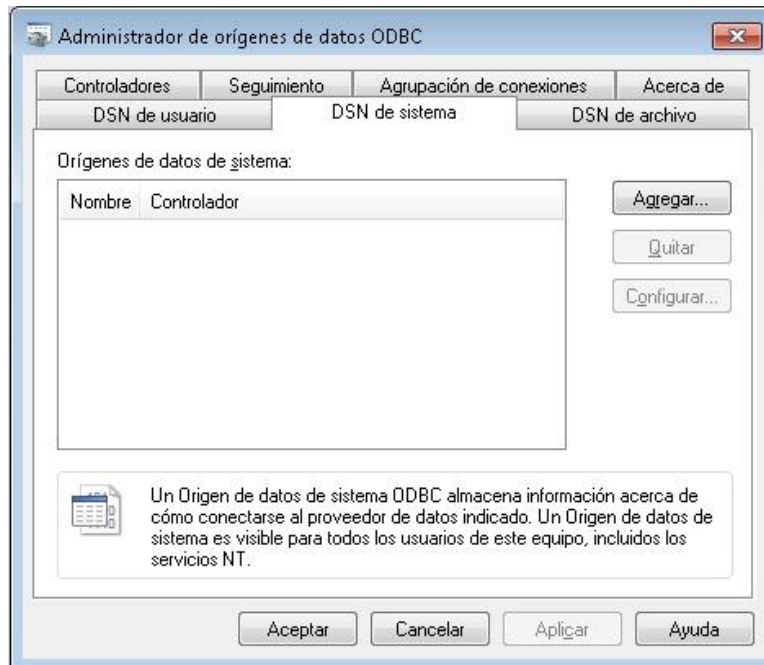 Administrador de orígenes de datos ODBC
Controladores Seguimiento Agrupación de conexiones Acerca de
DSN de usuario DSN de sistema DSN de archivo
Orígenes de datos de sistema:
Nombre Controlador
Agregar...
Quitar
Configurar...
Un Origen de datos de sistema ODBC almacena información acerca de
cómo conectarse al proveedor de datos indicado. Un Origen de datos de
sistema es visible para todos los usuarios de este equipo, incluidos los
servicios NT.
Aceptar Cancelar Aplicar Ayuda